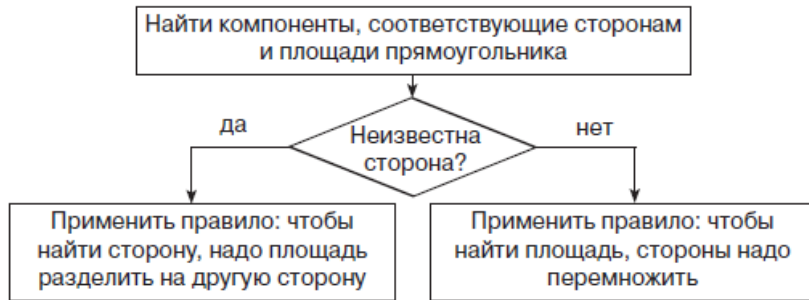 Найти компоненты, соответствующие сторонам
и площади прямоугольника
да
Неизвестна
сторона?
нет
Применить правило: чтобы
найти сторону, надо площадь
разделить на другую сторону
Применить правило: чтобы
найти площадь, стороны надо
перемножить